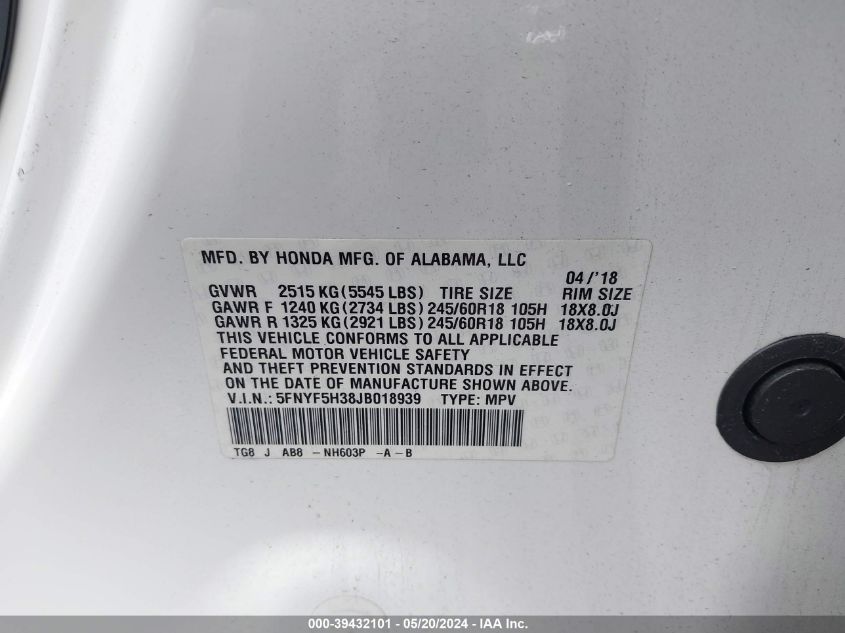 MFD. BY HONDA MFG. OF ALABAMA, LLC
04/'18
GVWR 2515 KG (5545 LBS) TIRE SIZE RIM SIZE
GAWR F 1240 KG (2734 LBS) 245/60R18 105H 18X8.0J
GAWR R 1325 KG (2921 LBS) 245/60R18 105H 18X8.0J
THIS VEHICLE CONFORMS TO ALL APPLICABLE
FEDERAL MOTOR VEHICLE SAFETY
AND THEFT PREVENTION STANDARDS IN EFFECT
ON THE DATE OF MANUFACTURE SHOWN ABOVE.
V.I.N.: 5FNYF5H38JB018939 TYPE: MPV
TG8 J AB8 -NH603P -A -B
000-39432101 - 05/20/2024 - IAA Inc.